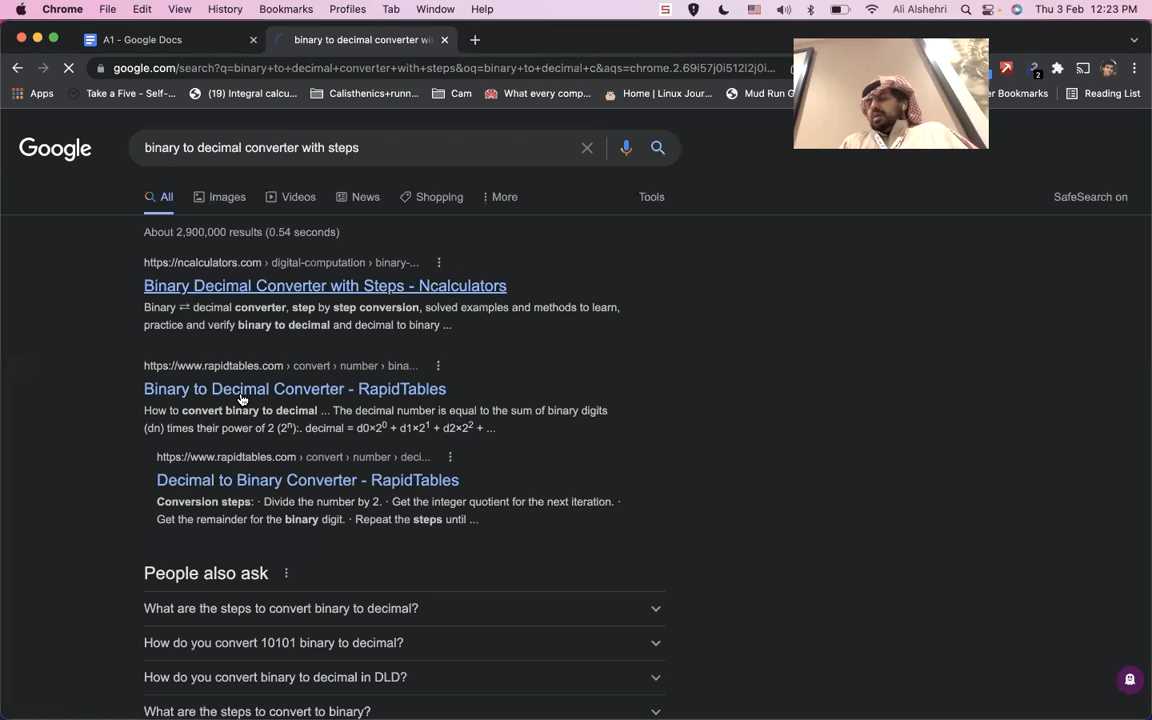 Chrome File Edit View History Bookmarks Profiles Tab Window Help S Ali Alshehri Thu 3 Feb 12:23 PM
A1 - Google Docs binary to decimal converter wi
google.com/search?q=binary+to+decimal+converter+with+steps&oq=binary+to+decimal+c&aqs=chrome.2.69i57j0i512l2j0i... 2
Apps Take a Five - Self-... (19) Integral calcu... Calisthenics+runn... Cam What every comp... Home | Linux Jour... Mud Run G Bookmarks Reading List
Google binary to decimal converter with steps
All Images Videos News Shopping More Tools SafeSearch on
About 2,900,000 results (0.54 seconds)
https://ncalculators.com › digital-computation › binary-...
Binary Decimal Converter with Steps - Ncalculators
Binary ⇄ decimal converter, step by step conversion, solved examples and methods to learn,
practice and verify binary to decimal and decimal to binary ...
https://www.rapidtables.com › convert › number › bina...
Binary to Decimal Converter - RapidTables
How to convert binary to decimal ... The decimal number is equal to the sum of binary digits
(dn) times their power of 2 (2ⁿ):. decimal = d0×2⁰ + d1×2¹ + d2×2² + ...
https://www.rapidtables.com › convert › number › deci...
Decimal to Binary Converter - RapidTables
Conversion steps: · Divide the number by 2. · Get the integer quotient for the next iteration. ·
Get the remainder for the binary digit. · Repeat the steps until ...
People also ask
What are the steps to convert binary to decimal?
How do you convert 10101 binary to decimal?
How do you convert binary to decimal in DLD?
What are the steps to convert to binary?